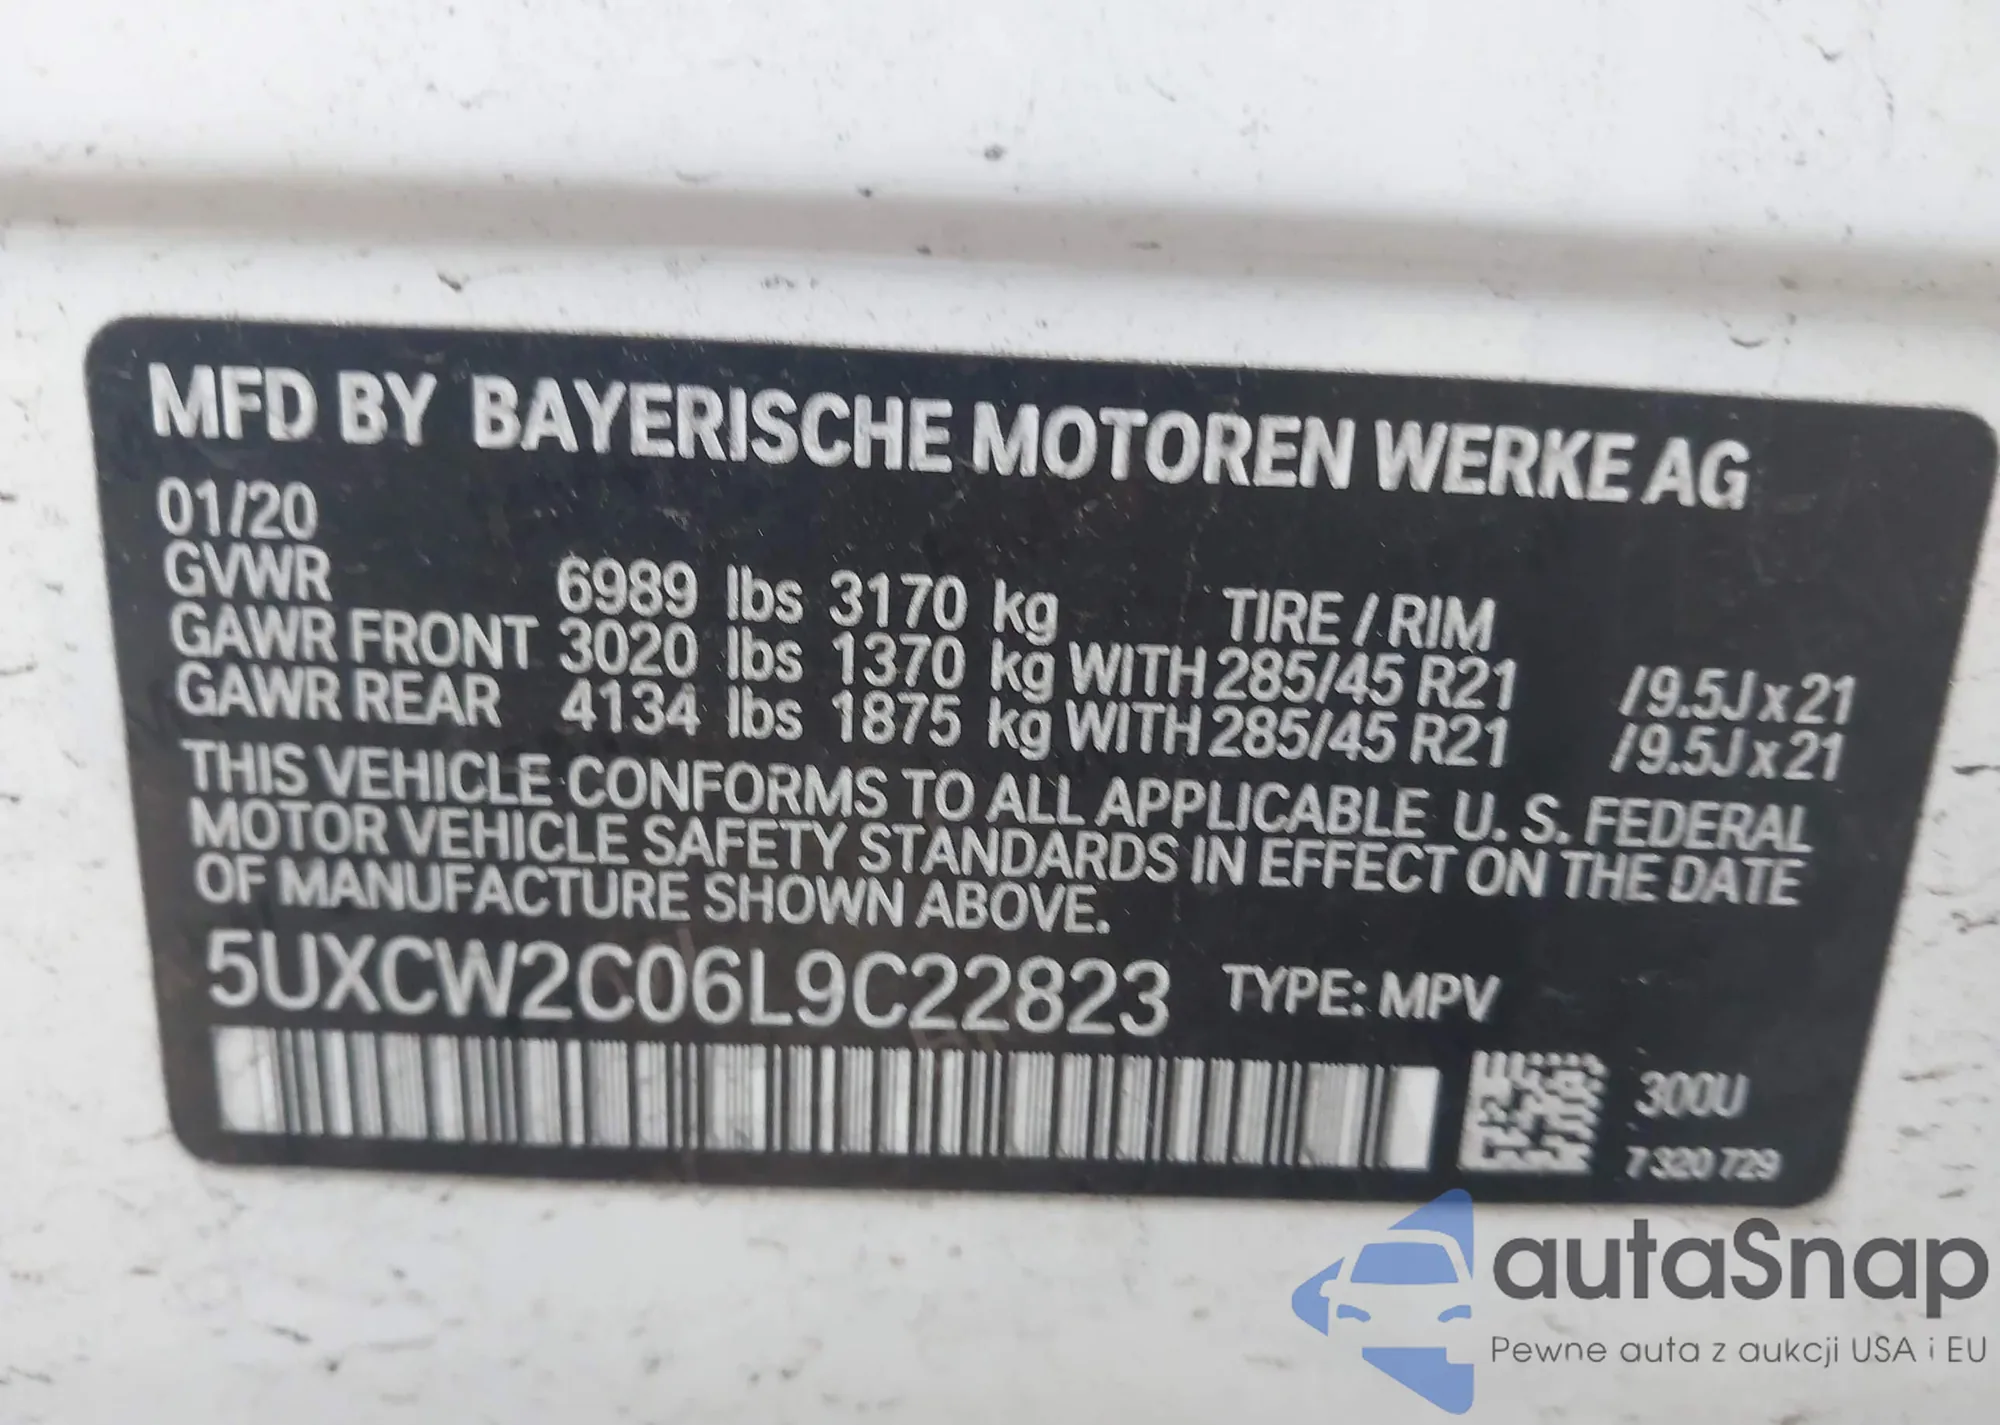 MFD BY BAYERISCHE MOTOREN WERKE AG
01/20
GVWR 6989 lbs 3170 kg TIRE / RIM
GAWR FRONT 3020 lbs 1370 kg WITH 285/45 R21 /9.5J x 21
GAWR REAR 4134 lbs 1875 kg WITH 285/45 R21 /9.5J x 21
THIS VEHICLE CONFORMS TO ALL APPLICABLE U. S. FEDERAL
MOTOR VEHICLE SAFETY STANDARDS IN EFFECT ON THE DATE
OF MANUFACTURE SHOWN ABOVE.
5UXCW2C06L9C22823 TYPE: MPV
300U
7 320 729
autaSnap
Pewne auta z aukcji USA i EU